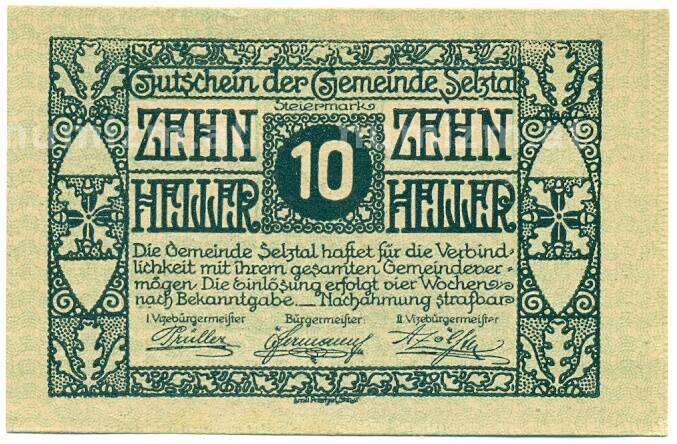 Gutschein der Gemeinde Selztal
Steiermark
ZEHN 10 ZEHN
HELLER HELLER
Die Gemeinde Selztal haftet für die Verbind-
lichkeit mit ihrem gesamten Gemeindever-
mögen. Die Einlösung erfolgt vier Wochen
nach Bekanntgabe. _ Nachahmung strafbar
I. Vizebürgermeister Bürgermeister II. Vizebürgermeister
Prüller